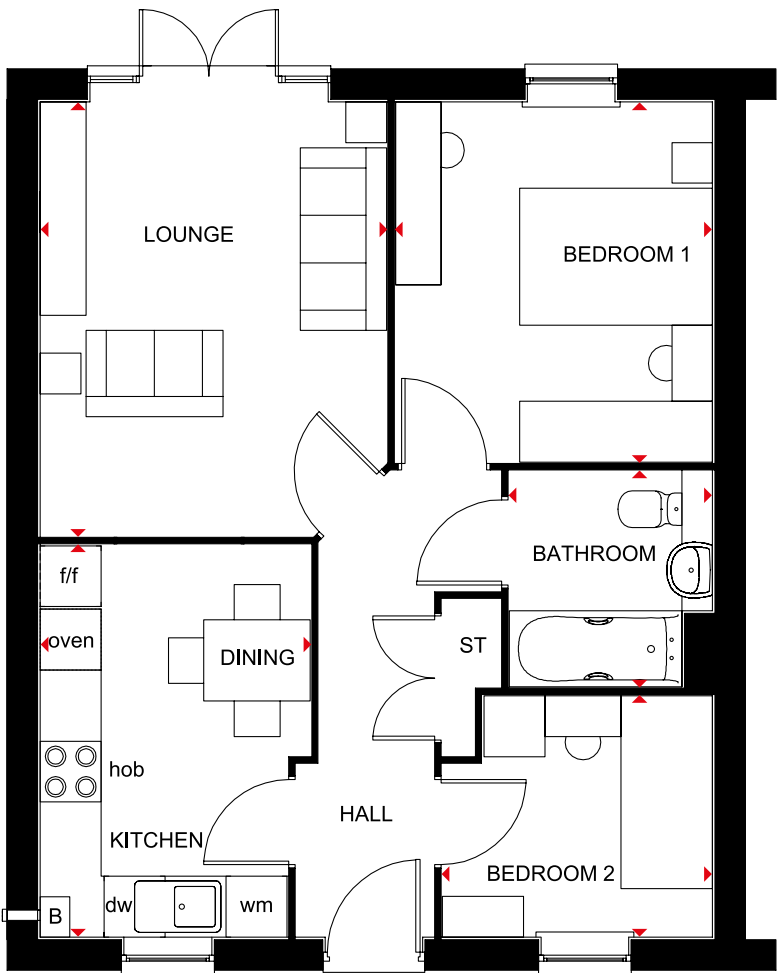 LOUNGE
BEDROOM 1
BATHROOM
f/f
oven
DINING
ST
hob
KITCHEN
HALL
BEDROOM 2
dw
wm
B